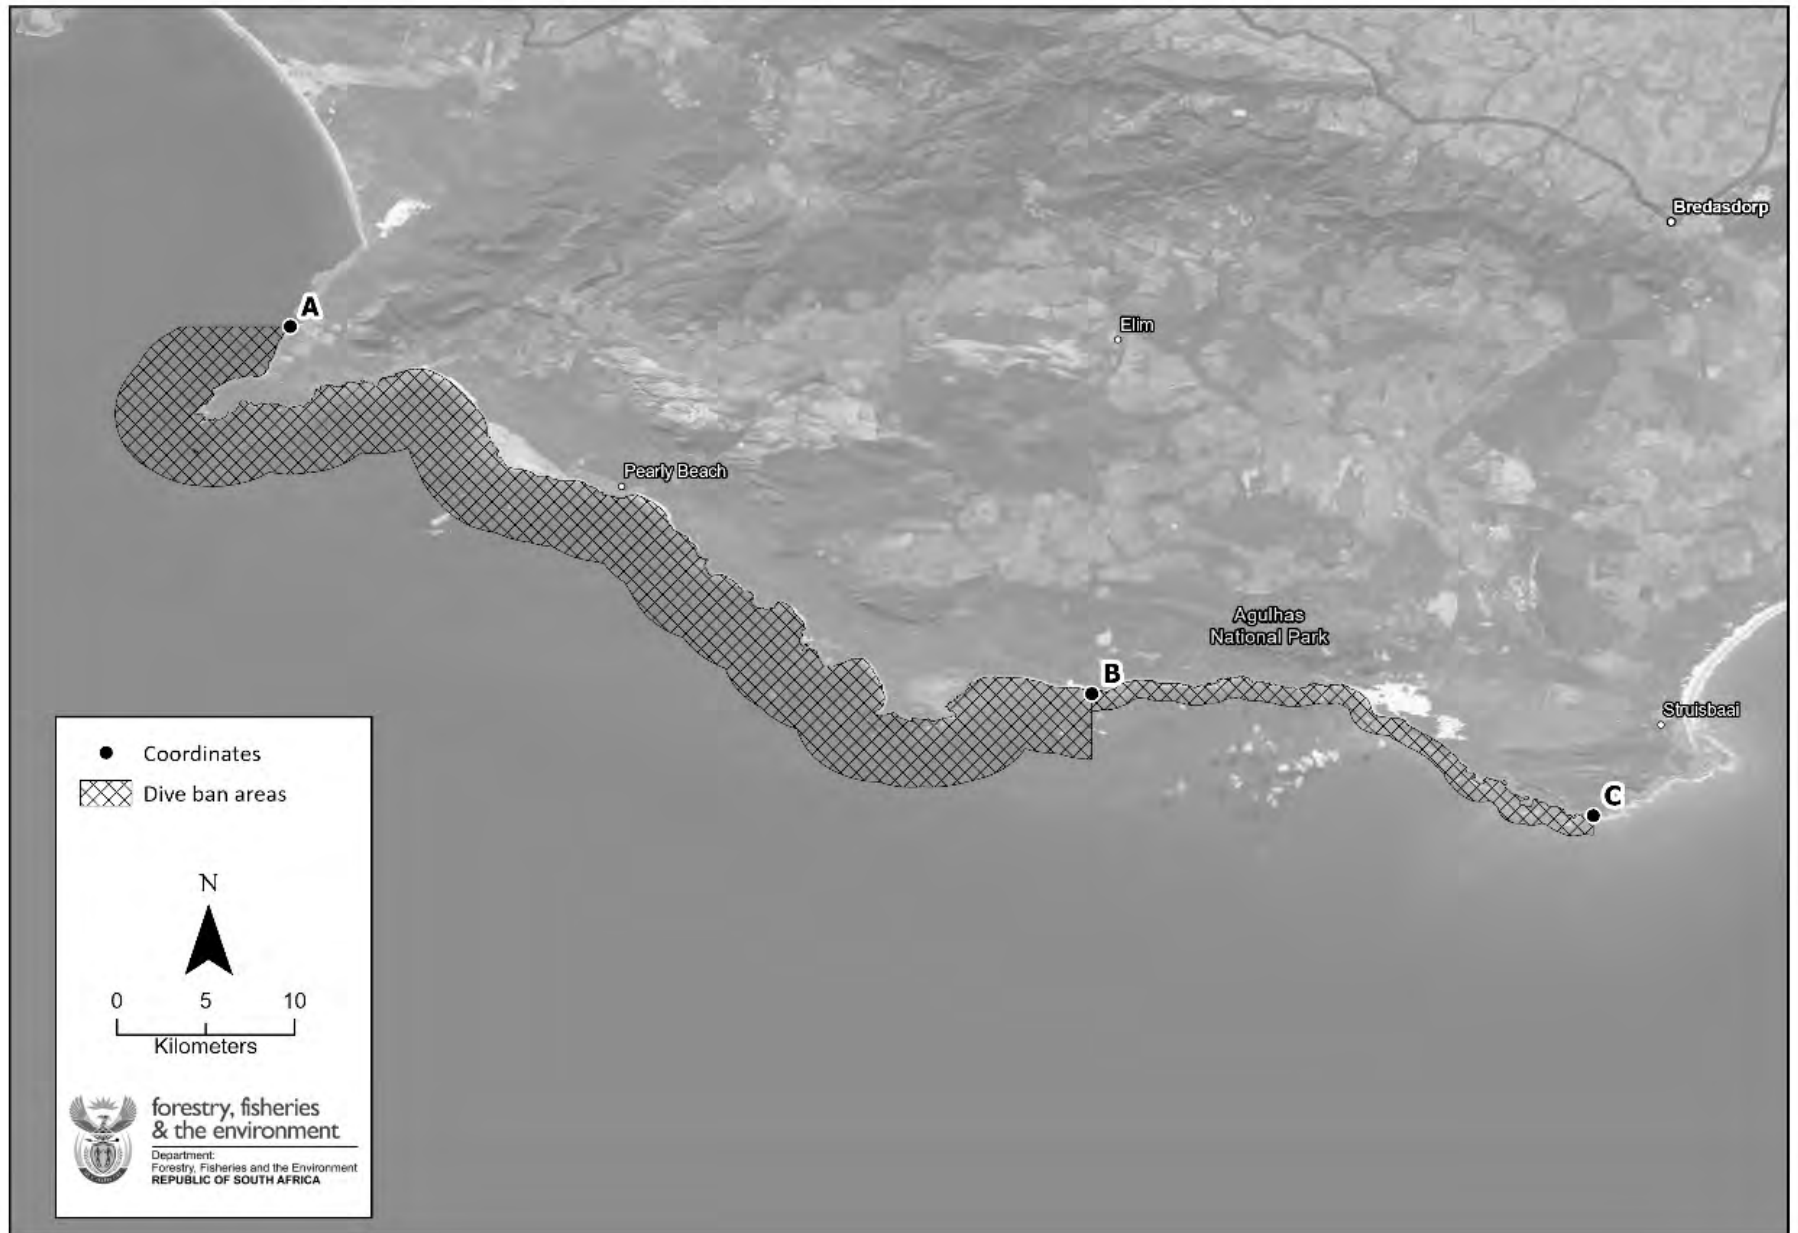 Bredasdorp
A
Elim
Pearly Beach
Agulhas
National Park
B
Struisbaai
C
Coordinates
Dive ban areas
N
0 5 10
Kilometers
forestry, fisheries
& the environment
Department:
Forestry, Fisheries and the Environment
REPUBLIC OF SOUTH AFRICA